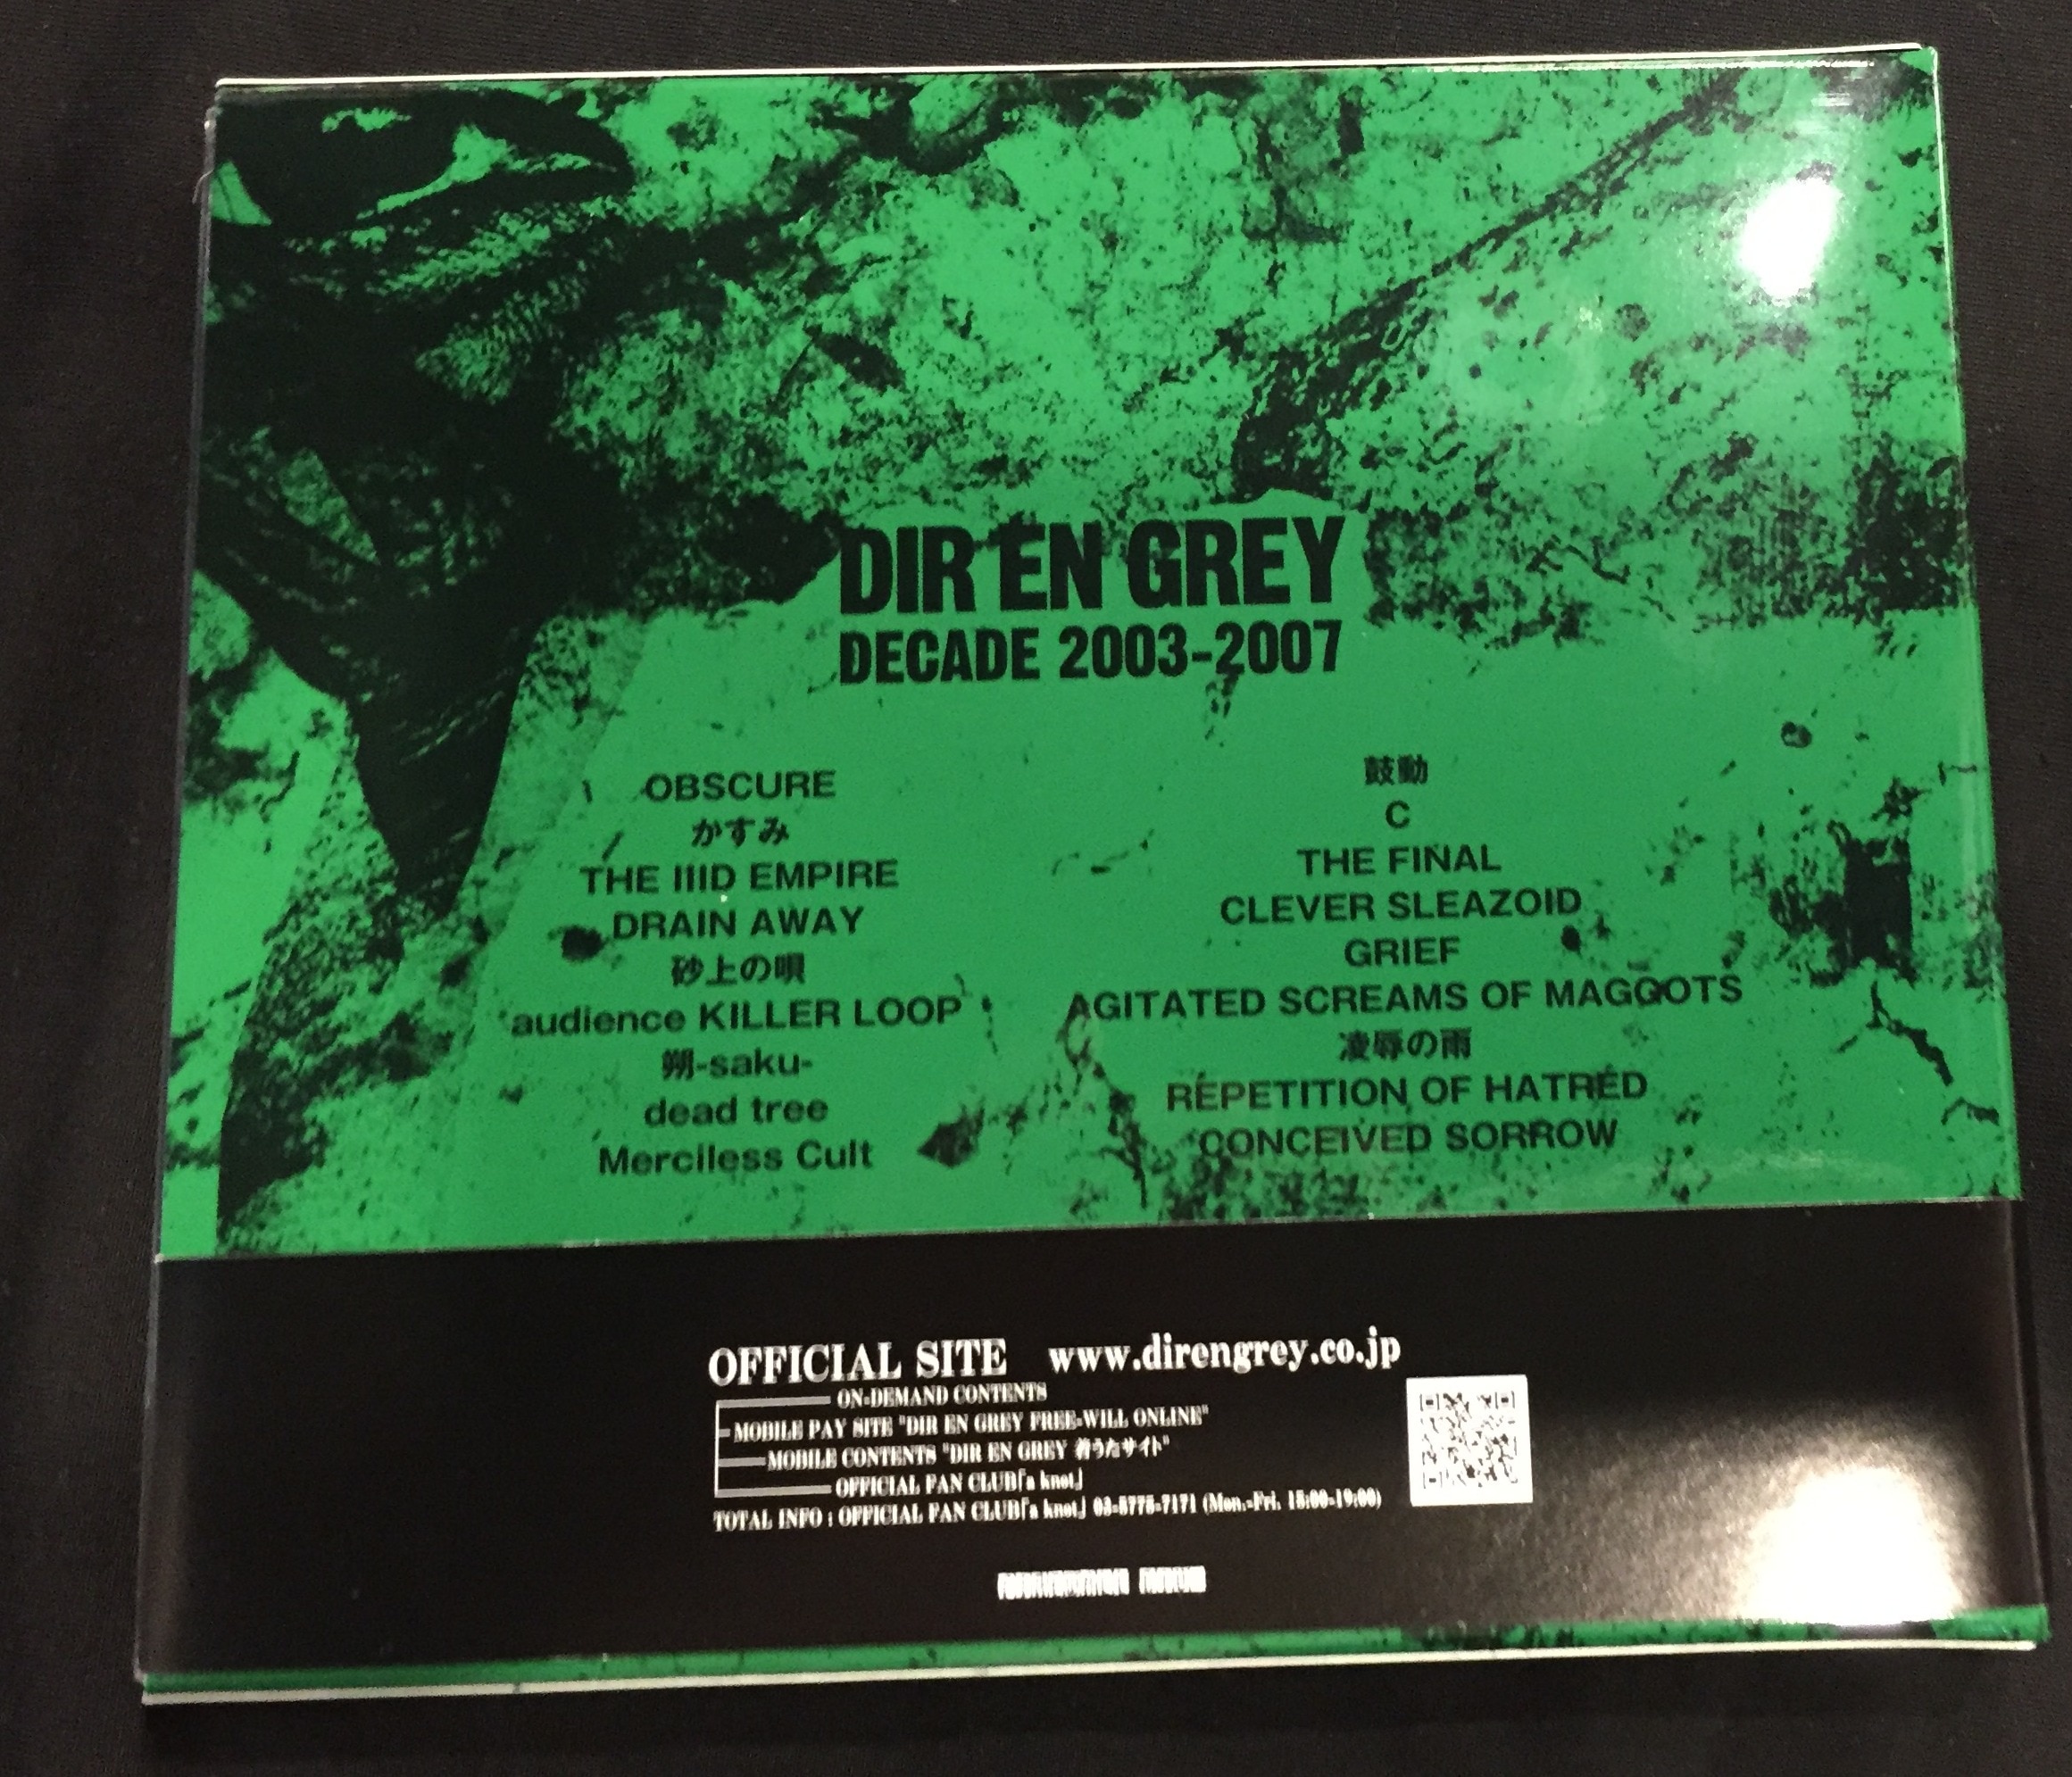 DIR EN GREY
DECADE 2003-2007
OBSCURE
かすみ
THE IIID EMPIRE
DRAIN AWAY
砂上の唄
audience KILLER LOOP
朔-saku-
dead tree
Merciless Cult
鼓動
C
THE FINAL
CLEVER SLEAZOID
GRIEF
AGITATED SCREAMS OF MAGGOTS
凌辱の雨
REPETITION OF HATRED
CONCEIVED SORROW
OFFICIAL SITE www.direngrey.co.jp
ON-DEMAND CONTENTS
MOBILE PAY SITE "DIR EN GREY FREE-WILL ONLINE"
MOBILE CONTENTS "DIR EN GREY 着うたサイト"
OFFICIAL FAN CLUB「a knot」
TOTAL INFO : OFFICIAL FAN CLUB「a knot」 03-5775-7171 (Mon.-Fri. 15:00-19:00)